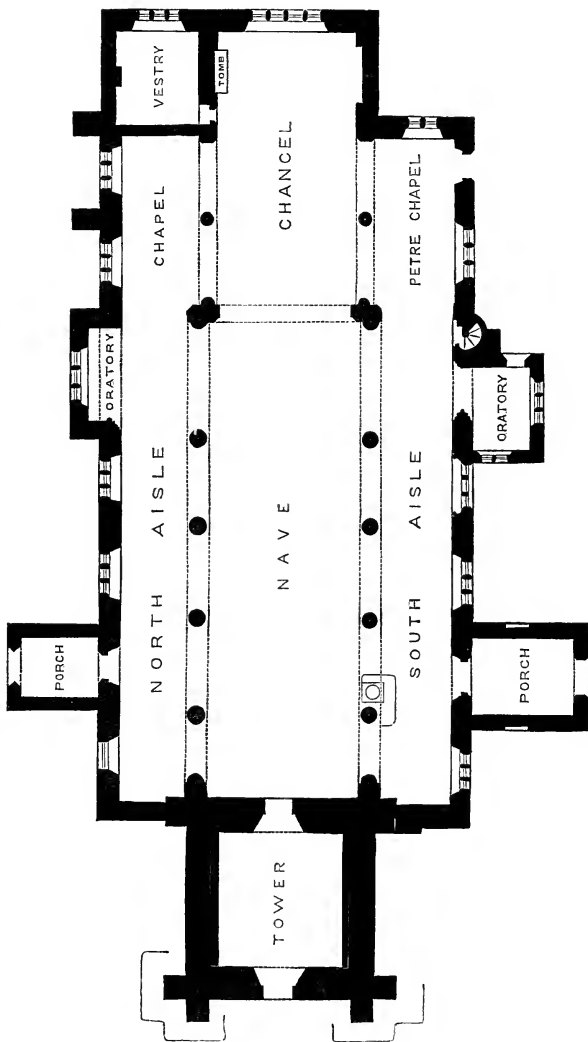 VESTRY
TOMB
CHAPEL
CHANCEL
PETRE CHAPEL
ORATORY
ORATORY
NORTH AISLE
NAVE
SOUTH AISLE
PORCH
PORCH
TOWER